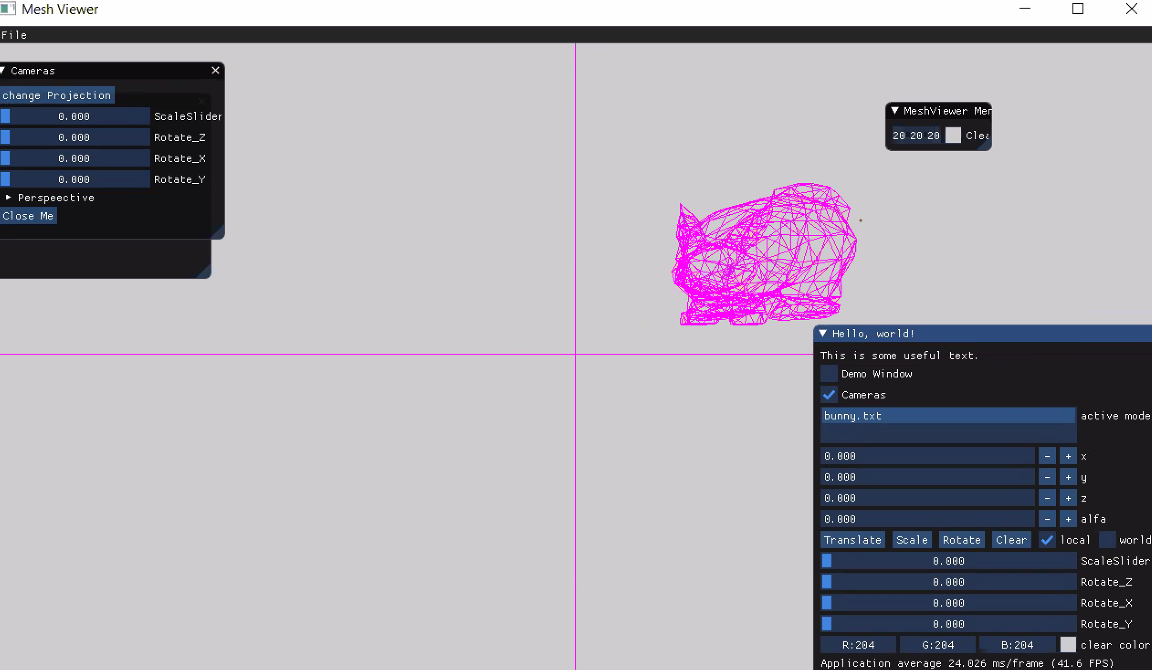 Mesh Viewer
File
Cameras
change Projection
0.000 ScaleSlider
0.000 Rotate_Z
0.000 Rotate_X
0.000 Rotate_Y
Perspeective
Close Me
MeshViewer Men
20 20 20 Clea
Hello, world!
This is some useful text.
Demo Window
Cameras
bunny.txt active mode
0.000 - + x
0.000 - + y
0.000 - + z
0.000 - + alfa
Translate Scale Rotate Clear local world
0.000 ScaleSlider
0.000 Rotate_Z
0.000 Rotate_X
0.000 Rotate_Y
R:204 G:204 B:204 clear color
Application average 24.026 ms/frame (41.6 FPS)